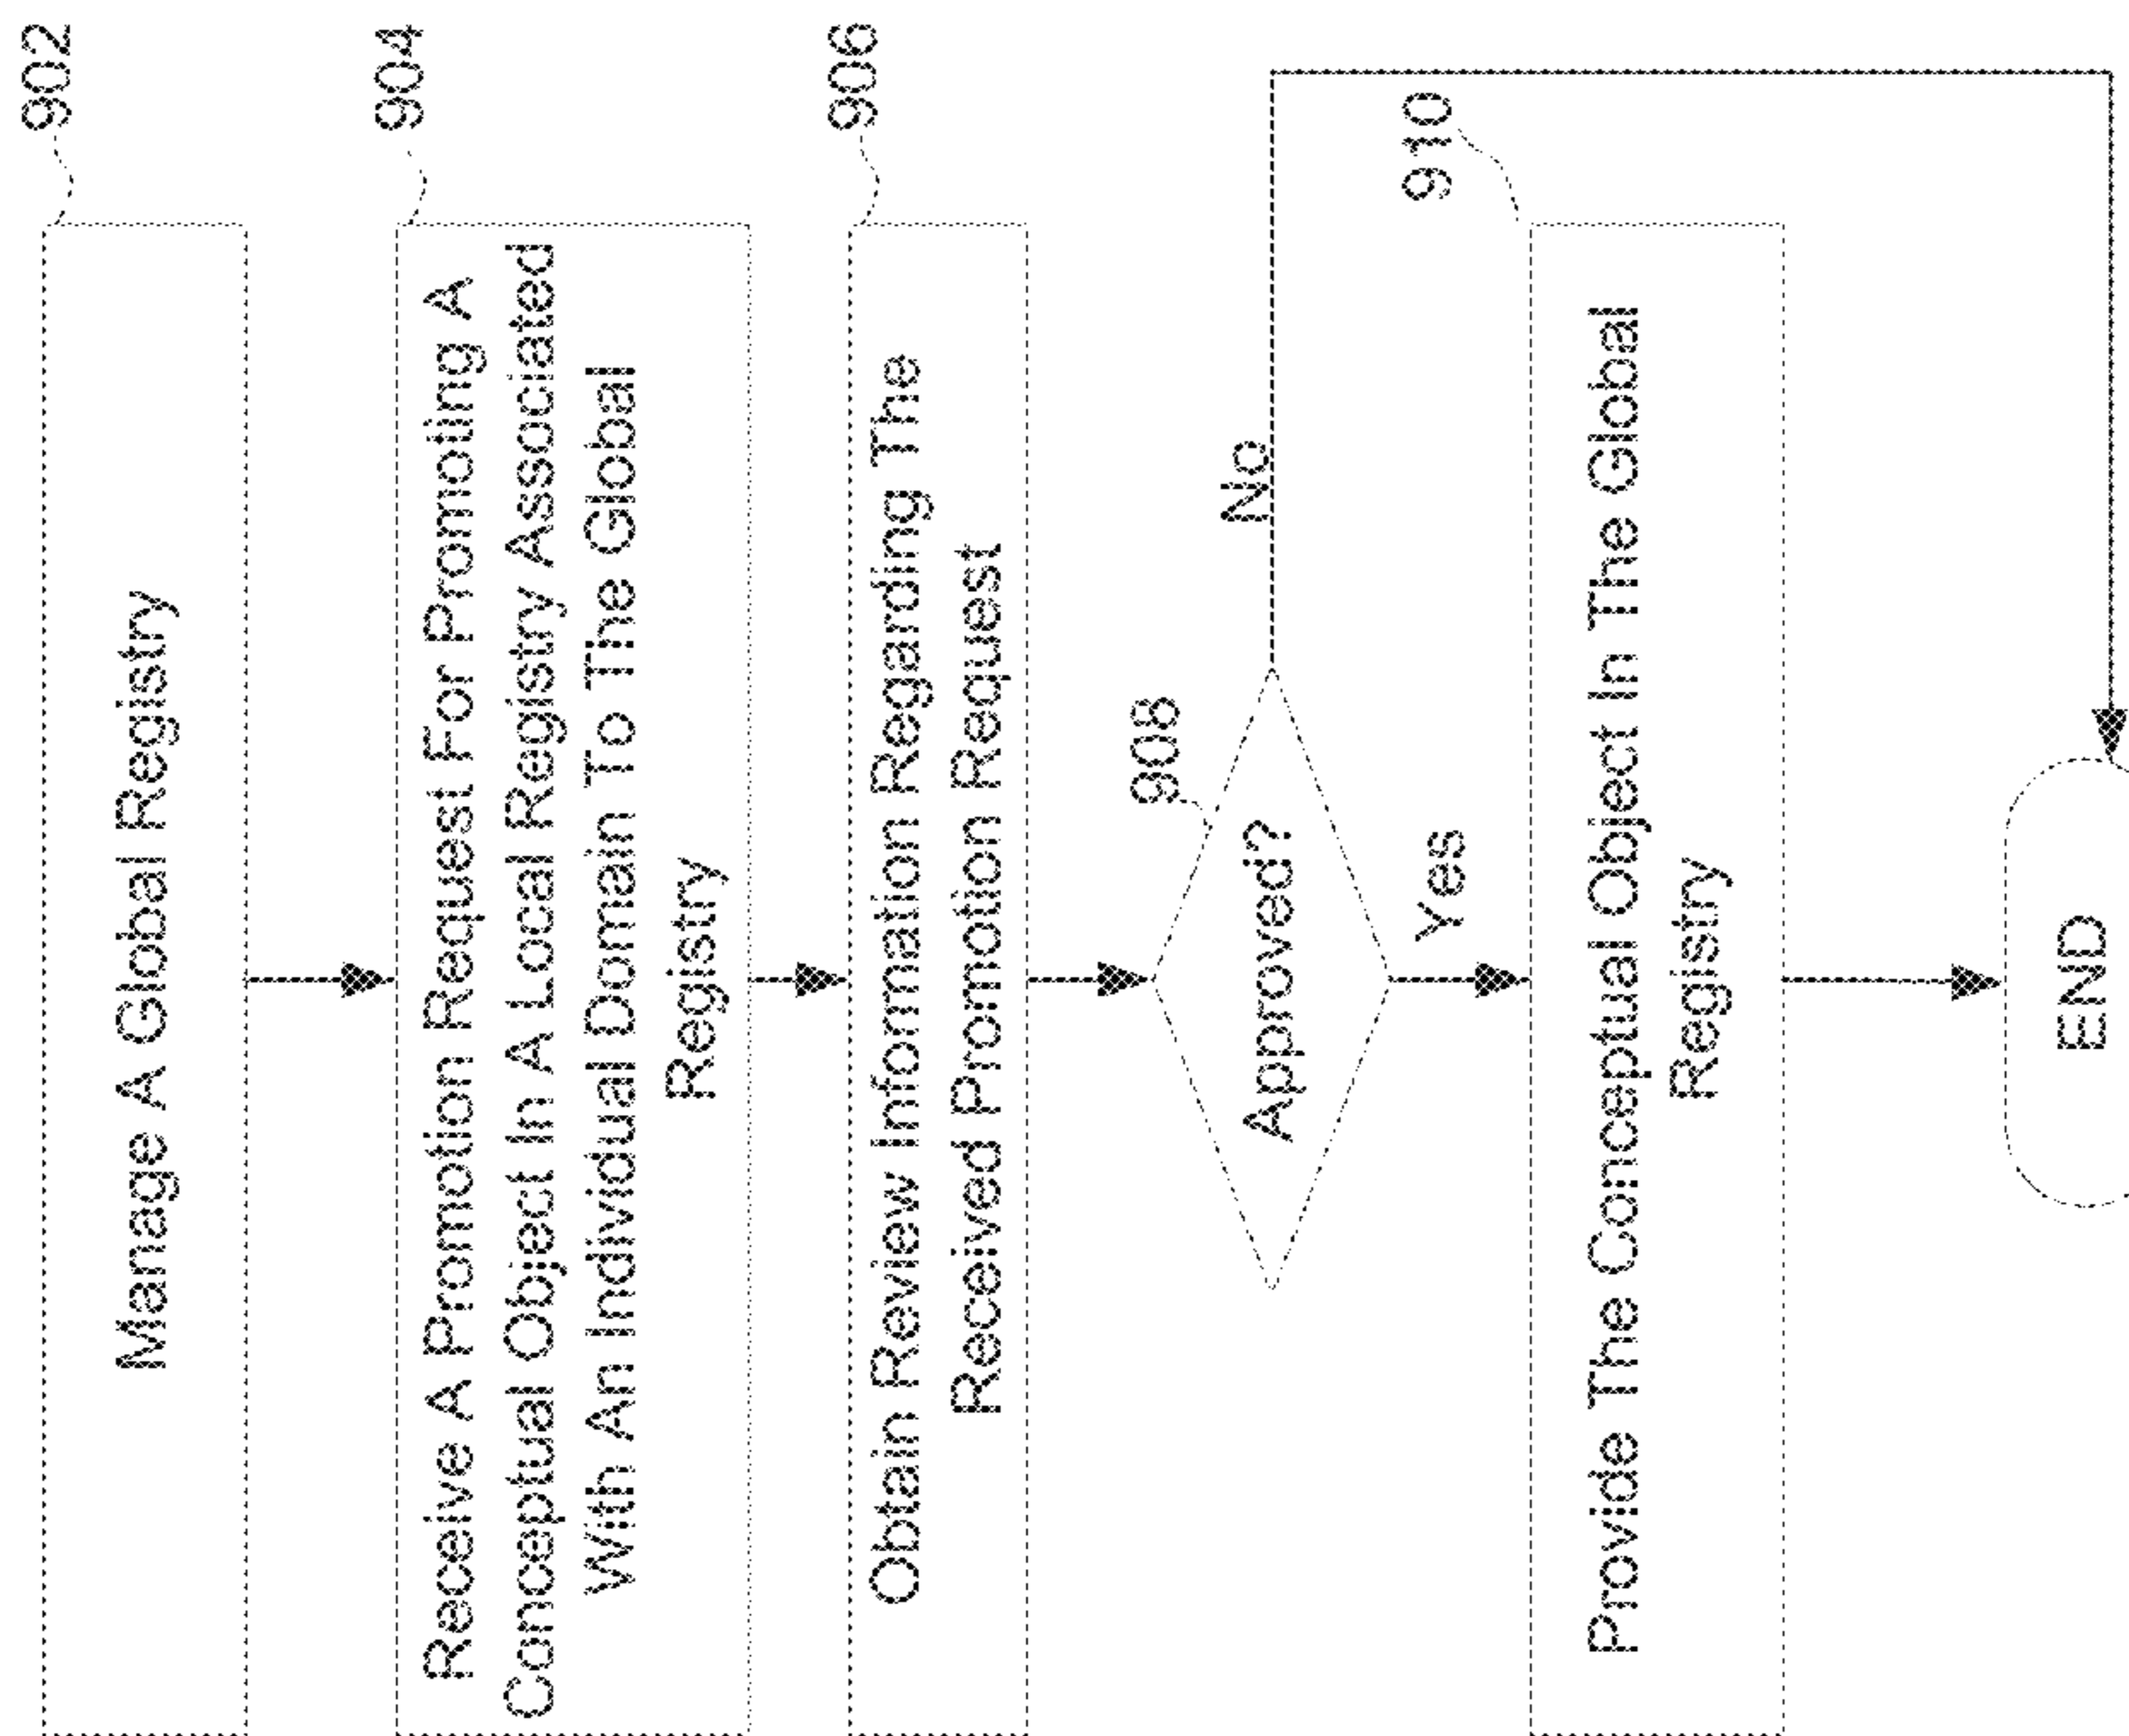 902
Manage A Global Registry
904
Receive A Promotion Request For Promoting A
Conceptual Object In A Local Registry Associated
With An Individual Domain To The Global
Registry
906
Obtain Review Information Regarding The
Received Promotion Request
908
Approved?
No
Yes
910
Provide The Conceptual Object In The Global
Registry
END